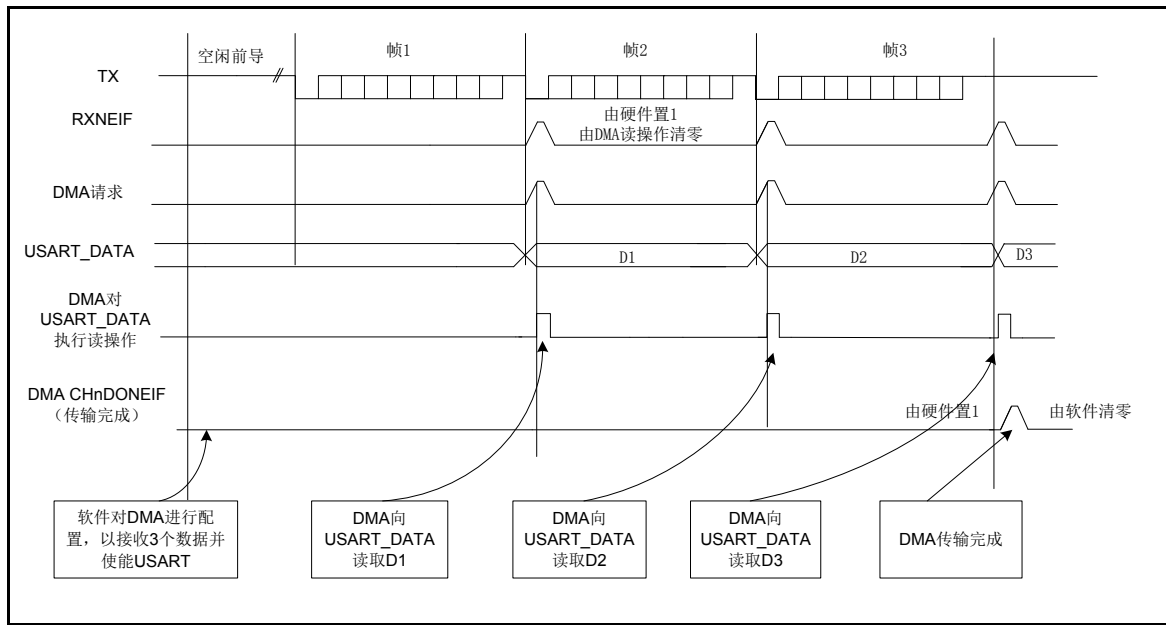 空闲前导
帧1
帧2
帧3
TX
RXNEIF
由硬件置1
由DMA读操作清零
DMA请求
USART_DATA
D1
D2
D3
DMA对
USART_DATA
执行读操作
DMA CHnDONEIF
（传输完成）
由硬件置1
由软件清零
软件对DMA进行配
置，以接收3个数据并
使能USART
DMA向
USART_DATA
读取D1
DMA向
USART_DATA
读取D2
DMA向
USART_DATA
读取D3
DMA传输完成